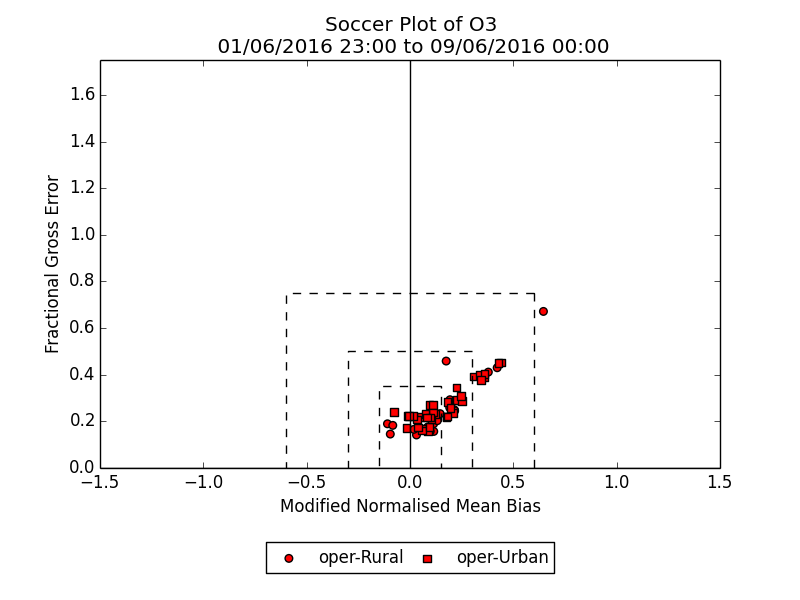 Soccer Plot of O3
01/06/2016 23:00 to 09/06/2016 00:00
Fractional Gross Error
1.6
1.4
1.2
1.0
0.8
0.6
0.4
0.2
0.0
−1.5 −1.0 −0.5 0.0 0.5 1.0 1.5
Modified Normalised Mean Bias
oper-Rural oper-Urban